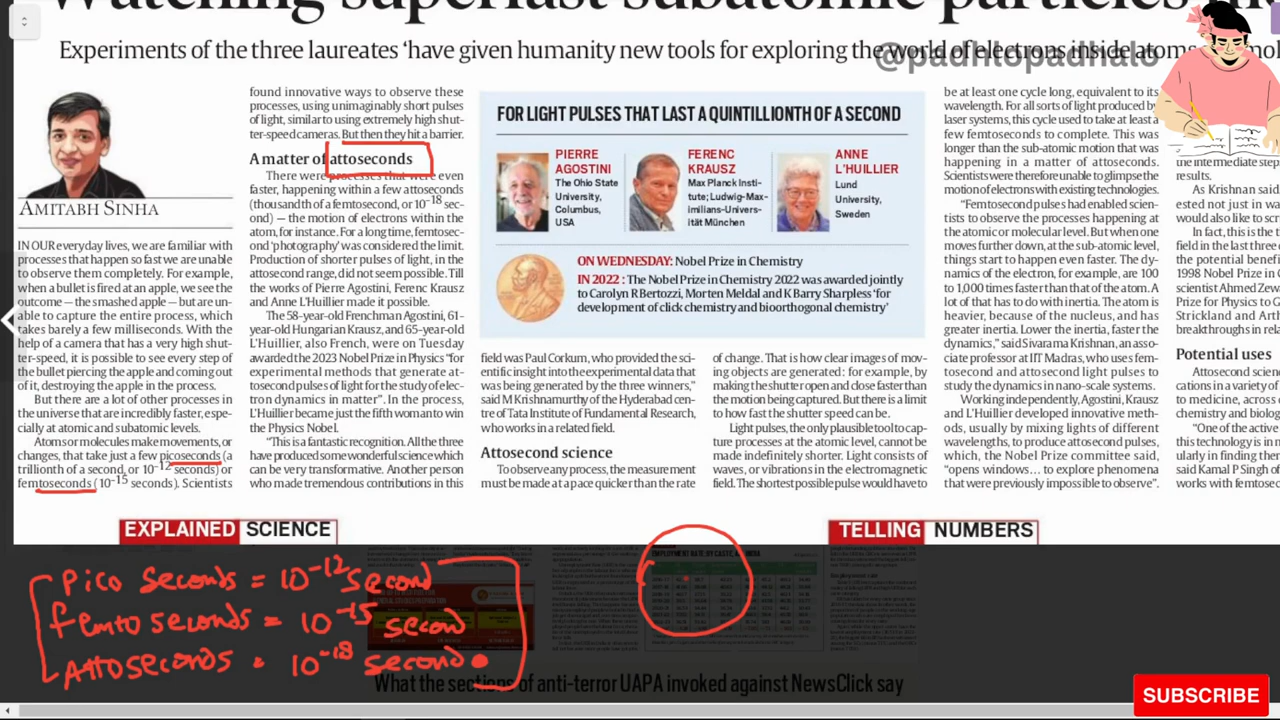 Watching superfast subatomic particles
Experiments of the three laureates ‘have given humanity new tools for exploring the world of electrons inside atoms
@padhlopadhalo
AMITABH SINHA
IN OUR everyday lives, we are familiar with
processes that happen so fast we are unable
to observe them completely. For example,
when a bullet is fired at an apple, we see the
outcome — the smashed apple — but are un-
able to capture the entire process, which
takes barely a few milliseconds. With the
help of a camera that has a very high shut-
ter-speed, it is possible to see every step of
the bullet piercing the apple and coming out
of it, destroying the apple in the process.
But there are a lot of other processes in
the universe that are incredibly faster, espe-
cially at atomic and subatomic levels.
Atoms or molecules make movements, or
changes, that take just a few picoseconds (a
trillionth of a second, or 10⁻¹² seconds) or
femtoseconds (10⁻¹⁵ seconds). Scientists
found innovative ways to observe these
processes, using unimaginably short pulses
of light, similar to using extremely high shut-
ter-speed cameras. But then they hit a barrier.
A matter of attoseconds
There were processes that were even
faster, happening within a few attoseconds
(thousandth of a femtosecond, or 10⁻¹⁸ sec-
ond) — the motion of electrons within the
atom, for instance. For a long time, femtosec-
ond ‘photography’ was considered the limit.
Production of shorter pulses of light, in the
attosecond range, did not seem possible. Till
the works of Pierre Agostini, Ferenc Krausz
and Anne L'Huillier made it possible.
The 58-year-old Frenchman Agostini, 61-
year-old Hungarian Krausz, and 65-year-old
L'Huillier, also French, were on Tuesday
awarded the 2023 Nobel Prize in Physics “for
experimental methods that generate at-
tosecond pulses of light for the study of elec-
tron dynamics in matter”. In the process,
L'Huillier became just the fifth woman to win
the Physics Nobel.
“This is a fantastic recognition. All the three
have produced some wonderful science which
can be very transformative. Another person
who made tremendous contributions in this
FOR LIGHT PULSES THAT LAST A QUINTILLIONTH OF A SECOND
PIERRE
AGOSTINI
The Ohio State
University,
Columbus,
USA
FERENC
KRAUSZ
Max Planck Insti-
tute; Ludwig-Max-
imilians-Univers-
ität München
ANNE
L'HUILLIER
Lund
University,
Sweden
ON WEDNESDAY: Nobel Prize in Chemistry
IN 2022 : The Nobel Prize in Chemistry 2022 was awarded jointly
to Carolyn R Bertozzi, Morten Meldal and K Barry Sharpless ‘for
development of click chemistry and bioorthogonal chemistry’
field was Paul Corkum, who provided the sci-
entific insight into the experimental data that
was being generated by the three winners,”
said M Krishnamurthy of the Hyderabad cen-
tre of Tata Institute of Fundamental Research,
who works in a related field.
Attosecond science
To observe any process, the measurement
must be made at a pace quicker than the rate
of change. That is how clear images of mov-
ing objects are generated: for example, by
making the shutter open and close faster than
the motion being captured. But there is a limit
to how fast the shutter speed can be.
Light pulses, the only plausible tool to cap-
ture processes at the atomic level, cannot be
made indefinitely shorter. Light consists of
waves, or vibrations in the electromagnetic
field. The shortest possible pulse would have to
be at least one cycle long, equivalent to its
wavelength. For all sorts of light produced by
laser systems, this cycle used to take at least a
few femtoseconds to complete. This was
longer than the sub-atomic motion that was
happening in a matter of attoseconds.
Scientists were therefore unable to glimpse the
motion of electrons with existing technologies.
“Femtosecond pulses had enabled scien-
tists to observe the processes happening at
the atomic or molecular level. But when one
moves further down, at the sub-atomic level,
things start to happen even faster. The dy-
namics of the electron, for example, are 100
to 1,000 times faster than that of the atom. A
lot of that has to do with inertia. The atom is
heavier, because of the nucleus, and has
greater inertia. Lower the inertia, faster the
dynamics,” said Sivarama Krishnan, an asso-
ciate professor at IIT Madras, who uses fem-
tosecond and attosecond light pulses to
study the dynamics in nano-scale systems.
Working independently, Agostini, Krausz
and L'Huillier developed innovative meth-
ods, usually by mixing lights of different
wavelengths, to produce attosecond pulses,
which, the Nobel Prize committee said,
“opens windows... to explore phenomena
that were previously impossible to observe”.
the intermediate step
results.
As Krishnan said
ested not just in wa
would also like to scr
In fact, this is the t
field in the last three
the potential benefi
1998 Nobel Prize in
scientist Ahmed Zew
Prize for Physics to
Strickland and Arth
breakthroughs in rel
Potential uses
Attosecond scien
cations in a variety of
to medicine, across
chemistry and biolog
“One of the active
this technology is in
ularly in finding ther
said Kamal P Singh of
works with femtosec
EXPLAINED SCIENCE
TELLING NUMBERS
Pico seconds = 10⁻¹² second
femtoseconds = 10⁻¹⁵ second
Attoseconds = 10⁻¹⁸ second
What the sections of anti-terror UAPA invoked against NewsClick say
SUBSCRIBE